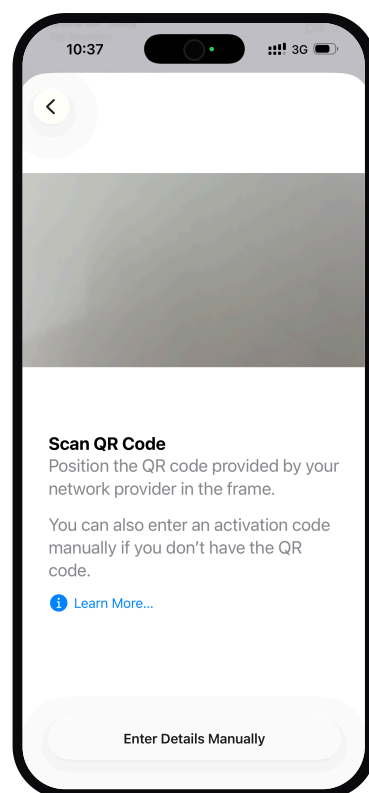 10:37
3G
Scan QR Code
Position the QR code provided by your
network provider in the frame.
You can also enter an activation code
manually if you don’t have the QR
code.
Learn More...
Enter Details Manually